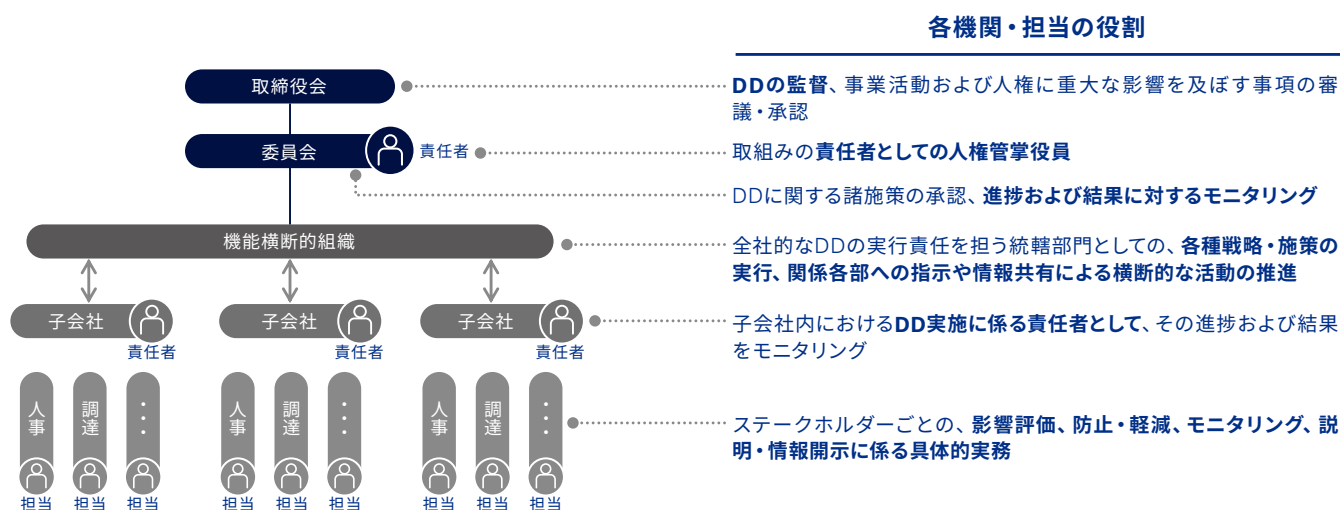 各機関・担当の役割
取締役会
DDの監督、事業活動および人権に重大な影響を及ぼす事項の審
議・承認
委員会
責任者
取組みの責任者としての人権管掌役員
DDに関する諸施策の承認、進捗および結果に対するモニタリング
機能横断的組織
全社的なDDの実行責任を担う統轄部門としての、各種戦略・施策の
実行、関係各部への指示や情報共有による横断的な活動の推進
子会社
責任者
子会社
責任者
子会社
責任者
子会社内におけるDD実施に係る責任者として、その進捗および結果
をモニタリング
人事
調達
・・・
人事
調達
・・・
人事
調達
・・・
ステークホルダーごとの、影響評価、防止・軽減、モニタリング、説
明・情報開示に係る具体的実務
担当
担当
担当
担当
担当
担当
担当
担当
担当